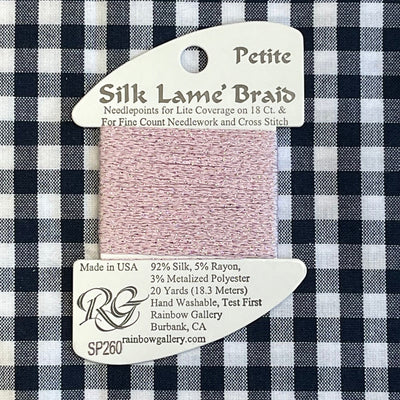 Petite
Silk Lamé Braid
Needlepoints for Lite Coverage on 18 Ct. &
For Fine Count Needlework and Cross Stitch
Made in USA
92% Silk, 5% Rayon,
3% Metalized Polyester
20 Yards (18.3 Meters)
Hand Washable, Test First
Rainbow Gallery
Burbank, CA
rainbowgallery.com
RG
SP260